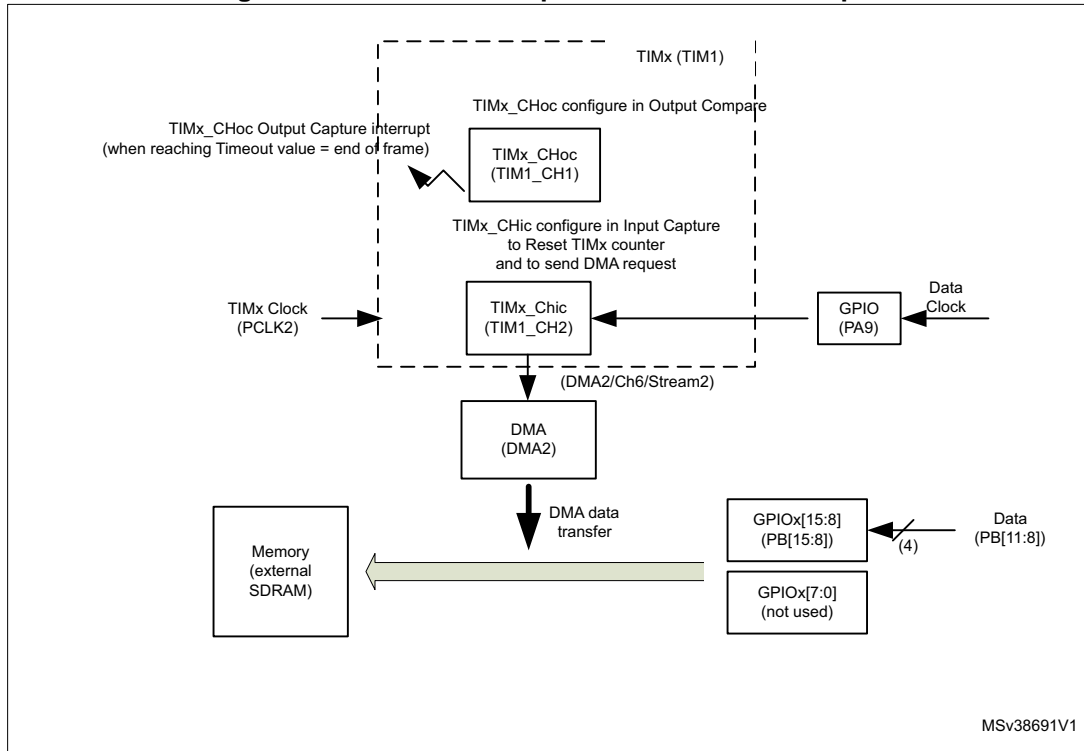 TIMx (TIM1)
TIMx_CHoc configure in Output Compare
TIMx_CHoc Output Capture interrupt
(when reaching Timeout value = end of frame)
TIMx_CHoc
(TIM1_CH1)
TIMx_CHic configure in Input Capture
to Reset TIMx counter
and to send DMA request
TIMx Clock
(PCLK2)
TIMx_Chic
(TIM1_CH2)
GPIO
(PA9)
Data
Clock
(DMA2/Ch6/Stream2)
DMA
(DMA2)
DMA data
transfer
Memory
(external
SDRAM)
GPIOx[15:8]
(PB[15:8])
(4)
Data
(PB[11:8])
GPIOx[7:0]
(not used)
MSv38691V1